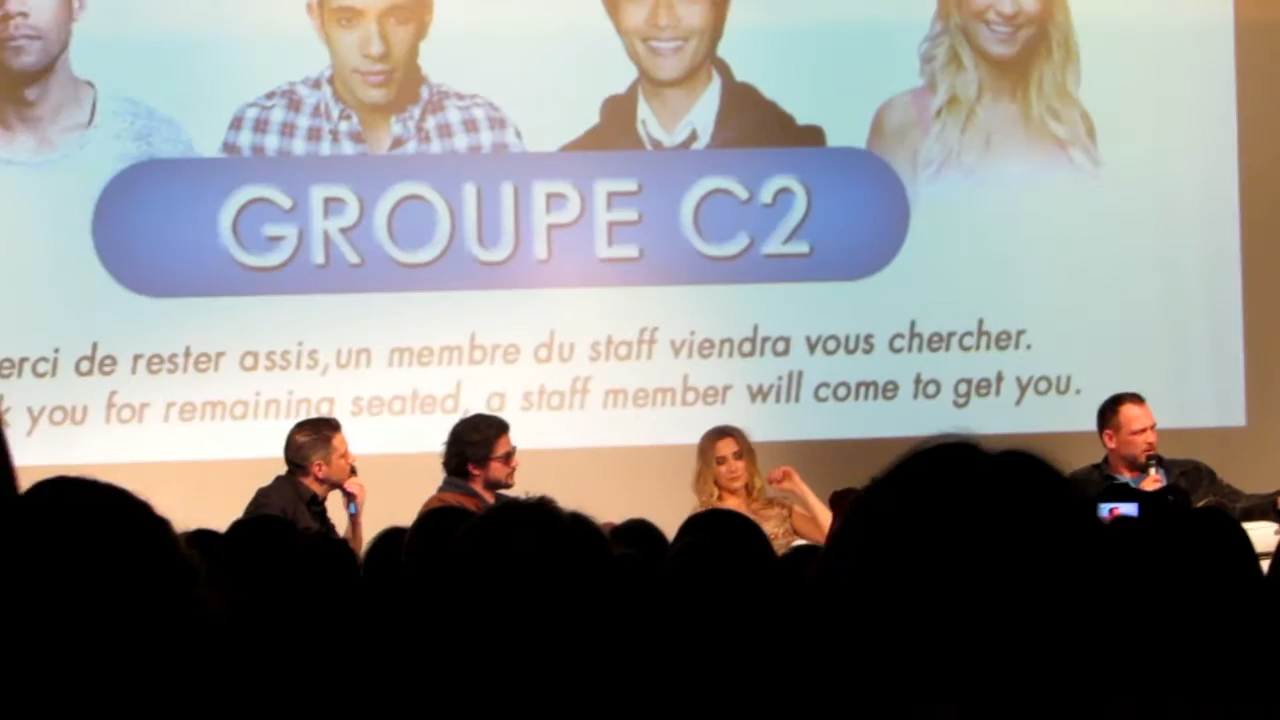 GROUPE C2
erci de rester assis, un membre du staff viendra vous chercher.
k you for remaining seated, a staff member will come to get you.